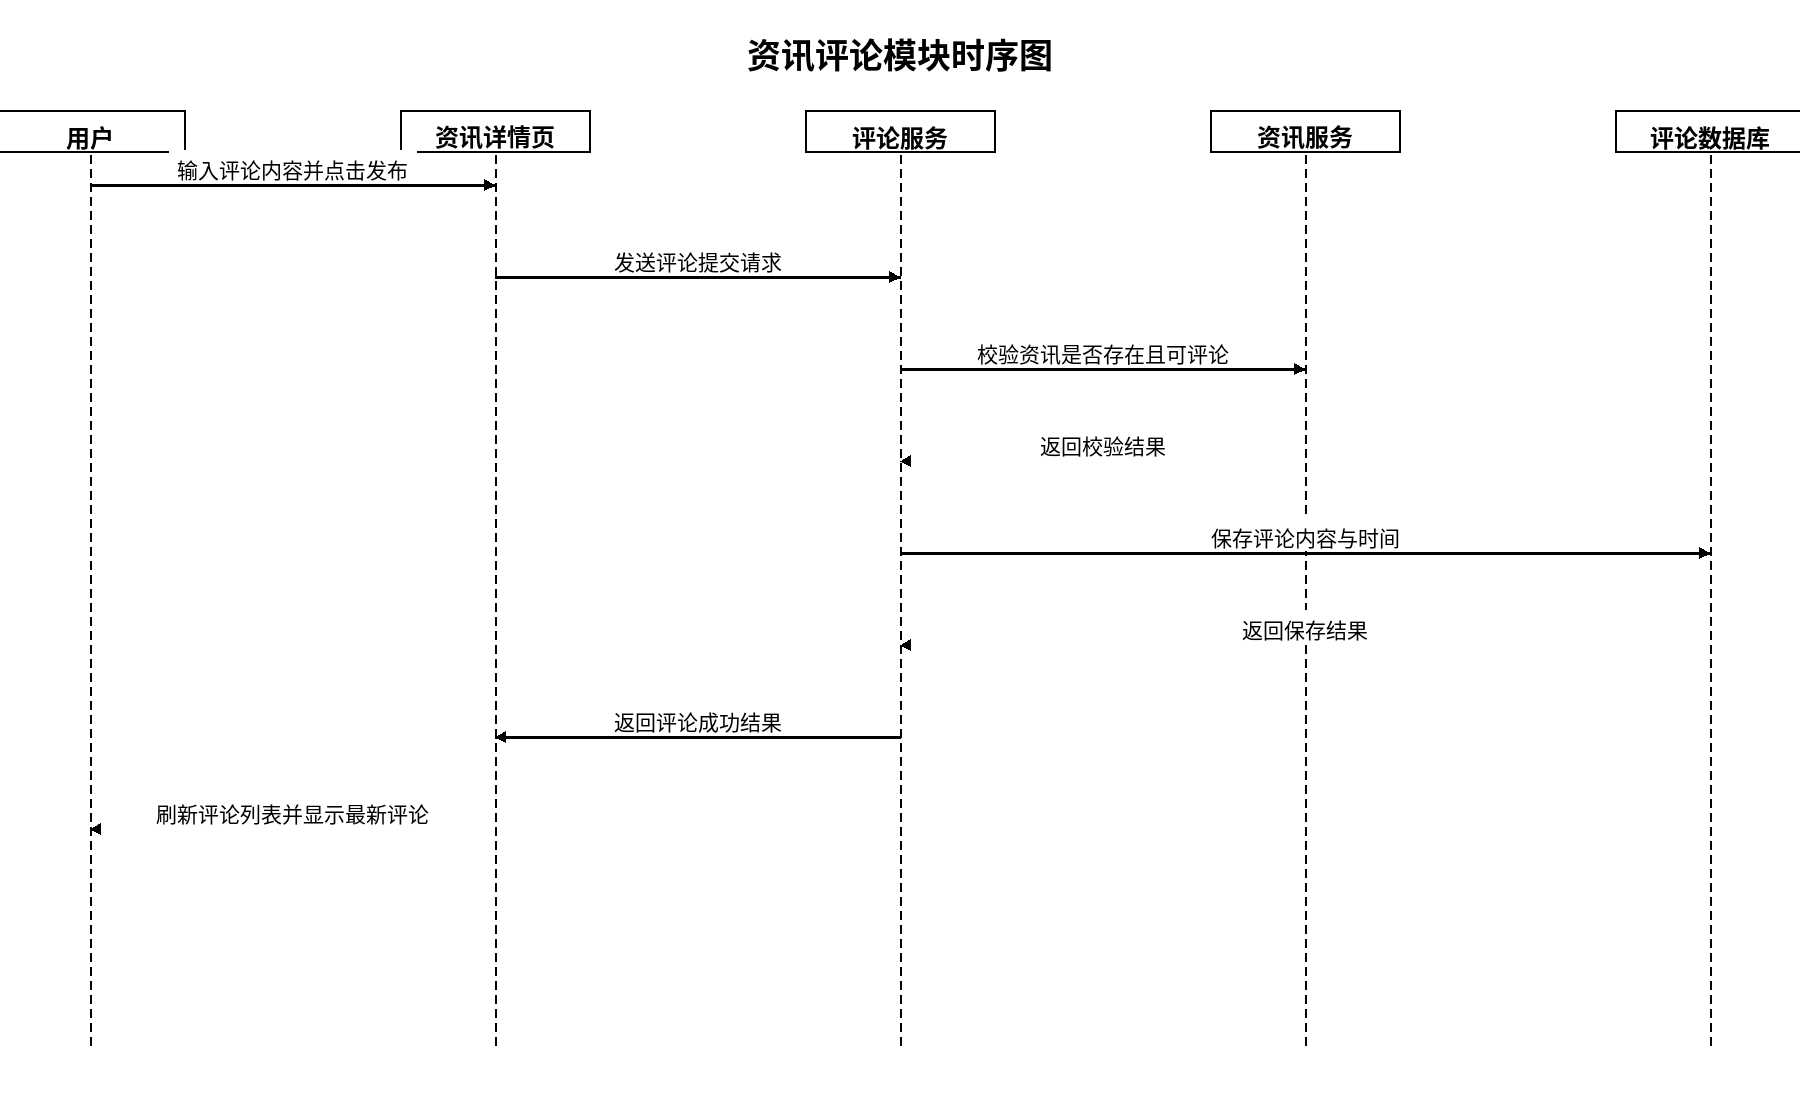 资讯评论模块时序图
用户
资讯详情页
评论服务
资讯服务
评论数据库
输入评论内容并点击发布
发送评论提交请求
校验资讯是否存在且可评论
返回校验结果
保存评论内容与时间
返回保存结果
返回评论成功结果
刷新评论列表并显示最新评论